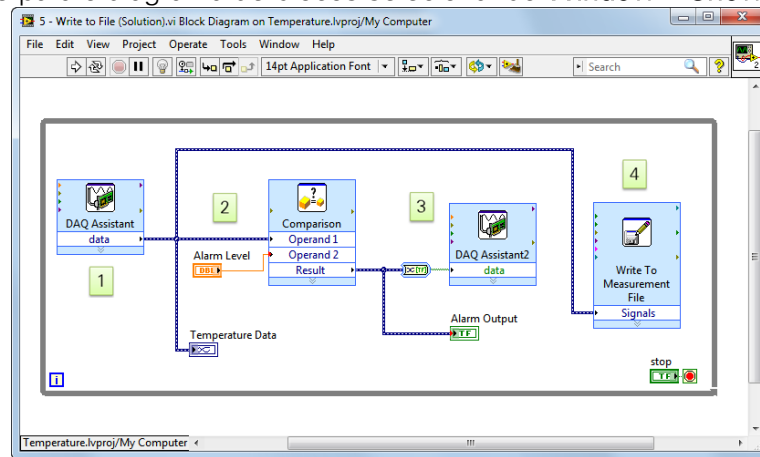 5 - Write to File (Solution).vi Block Diagram on Temperature.lvproj/My Computer
File Edit View Project Operate Tools Window Help
14pt Application Font
Search
2
4
2
3
DAQ Assistant
data
Comparison
Operand 1
Operand 2
Result
DAQ Assistant2
data
Write To
Measurement
File
Signals
Alarm Level
DBL
1
[TF]
Alarm Output
TF
Temperature Data
stop
TF
i
Temperature.lvproj/My Computer